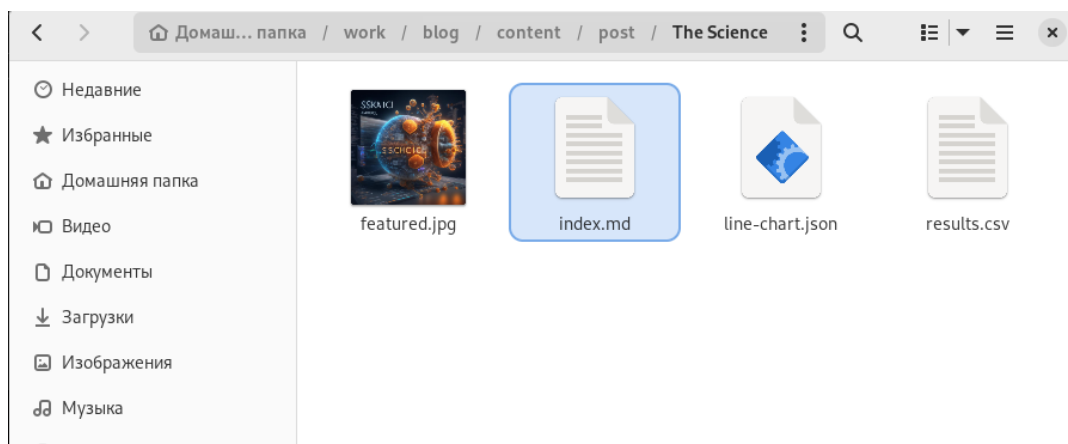 Домаш... папка / work / blog / content / post / The Science
Недавние
Избранные
Домашняя папка
Видео
Документы
Загрузки
Изображения
Музыка
featured.jpg
index.md
line-chart.json
results.csv